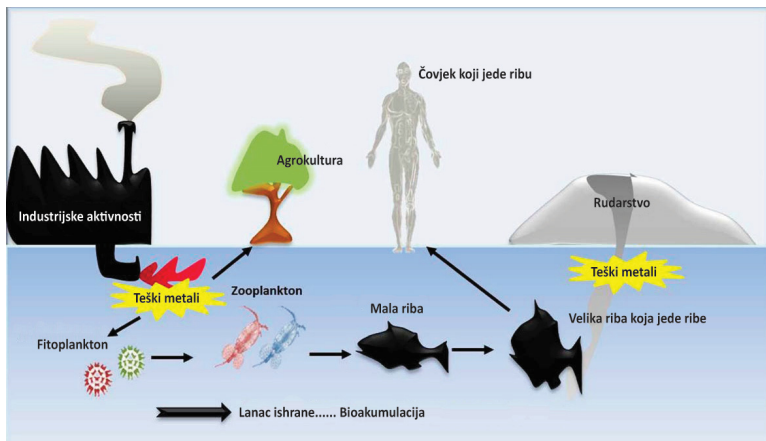 Čovjek koji jede ribu
Agrokultura
Industrijske aktivnosti
Rudarstvo
Teški metali
Teški metali
Zooplankton
Mala riba
Velika riba koja jede ribe
Fitoplankton
Lanac ishrane...... Bioakumulacija